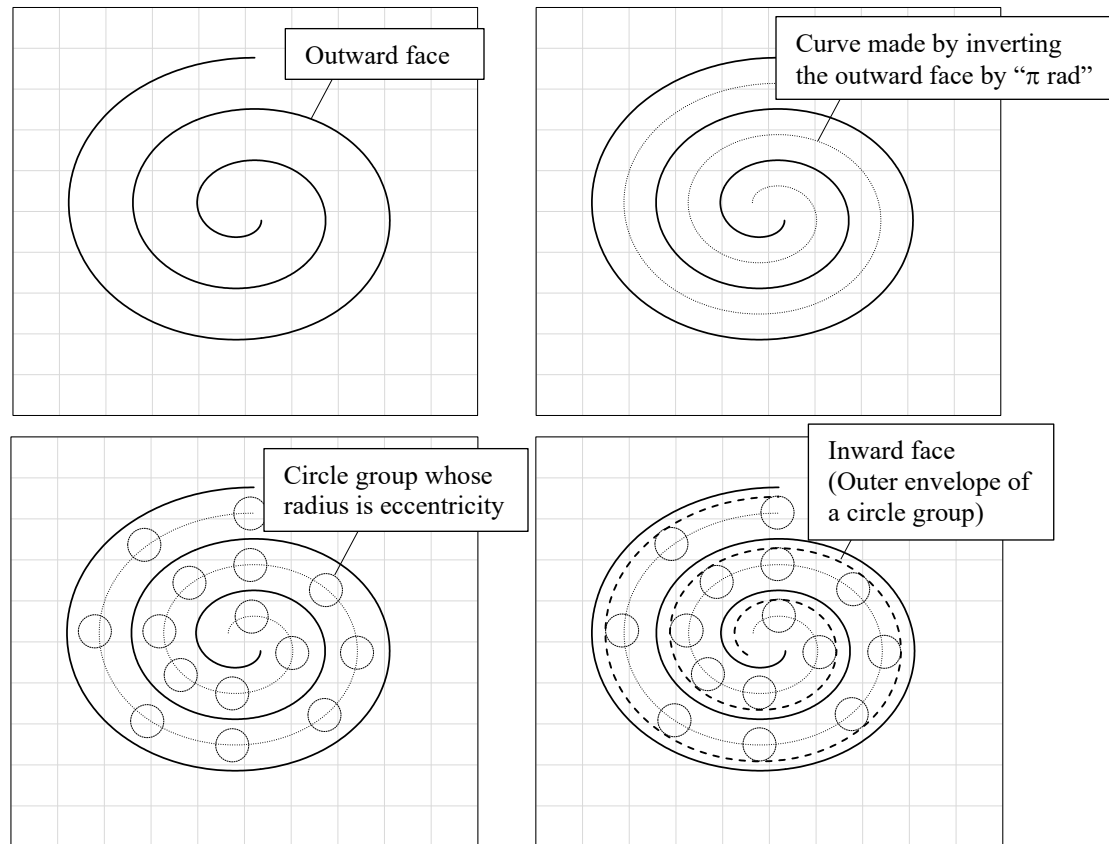 Outward face
Curve made by inverting
the outward face by “π rad”
Circle group whose
radius is eccentricity
Inward face
(Outer envelope of
a circle group)